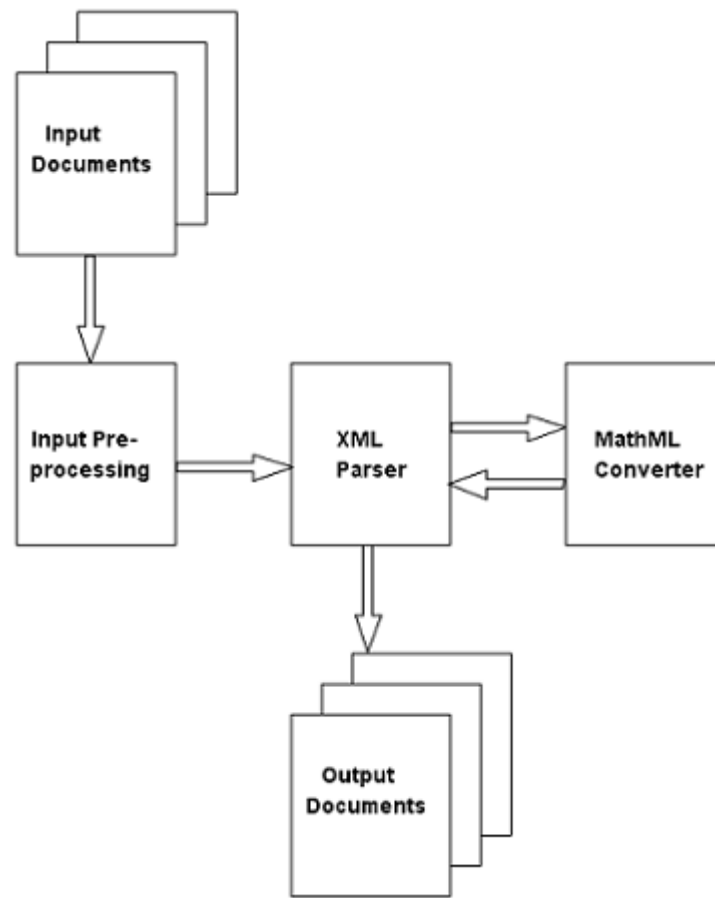 Input
Documents
Input Pre-
processing
XML
Parser
MathML
Converter
Output
Documents